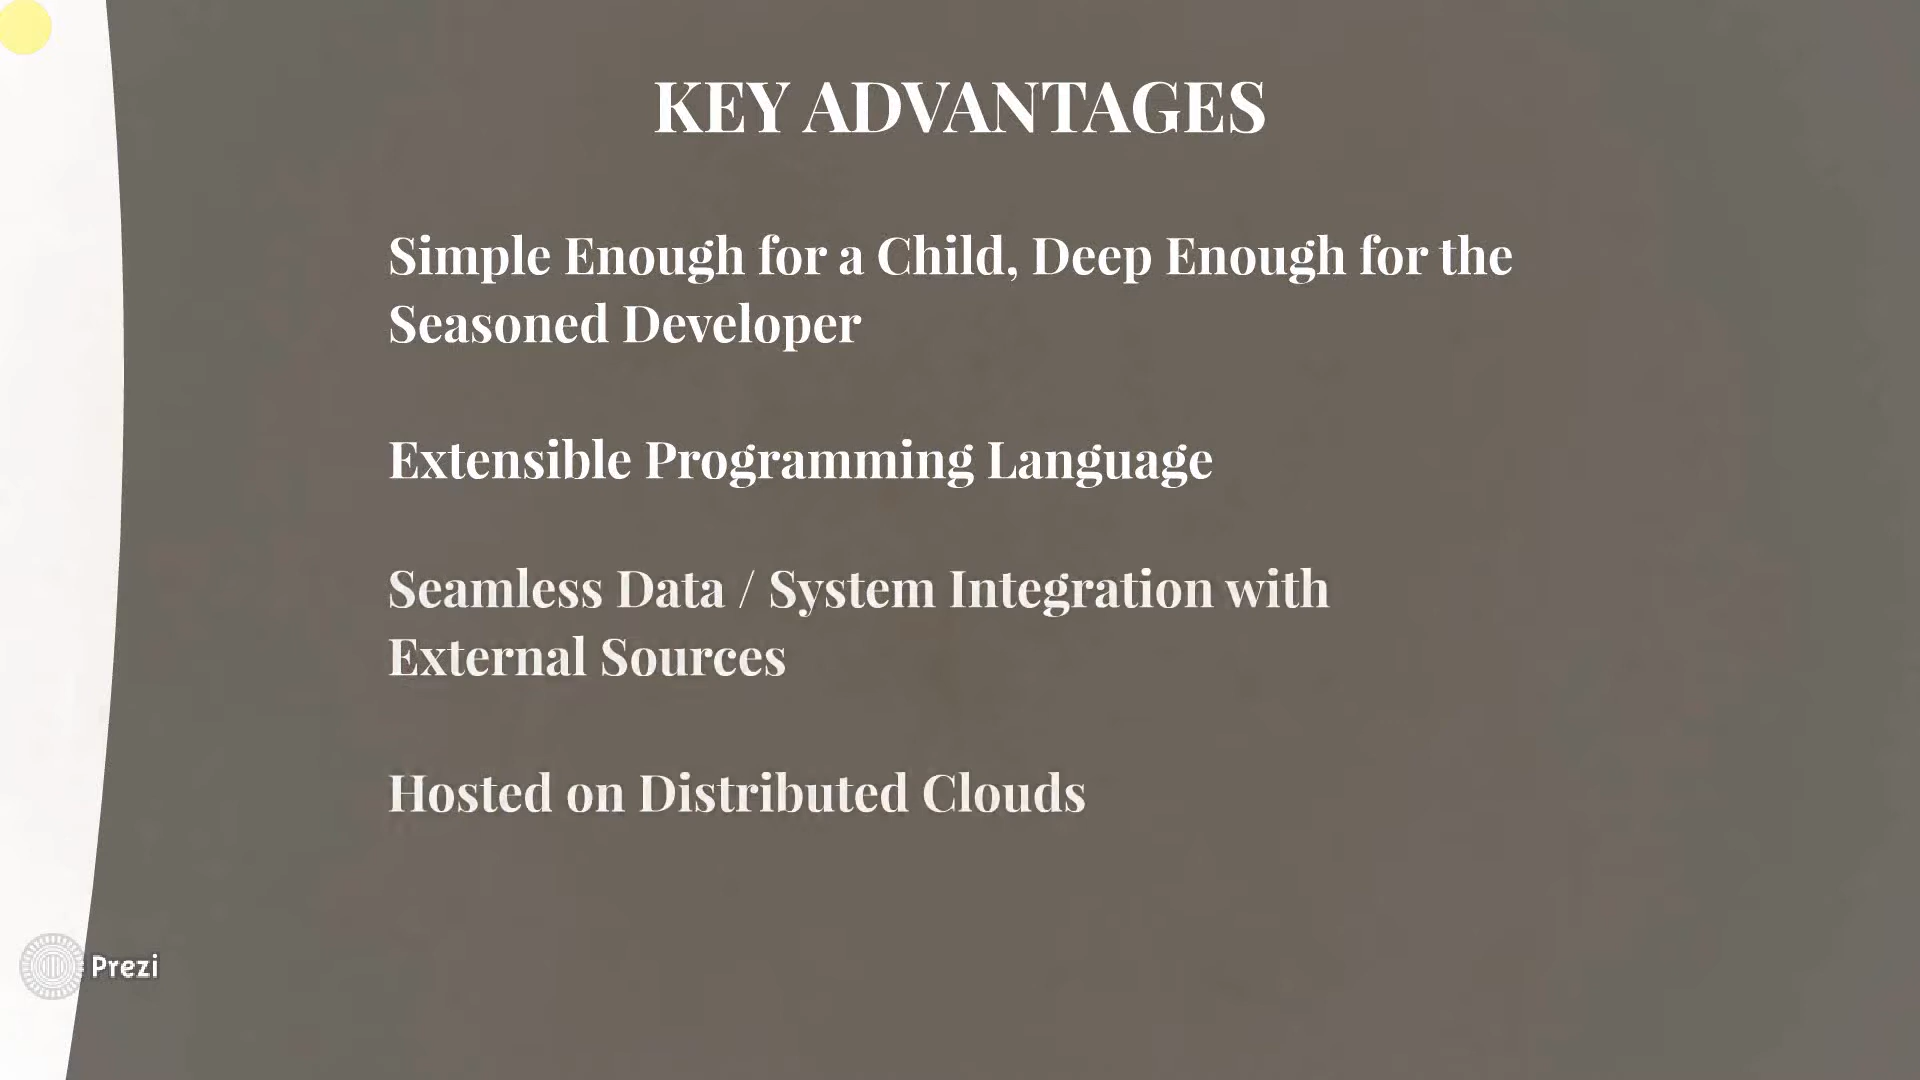 KEY ADVANTAGES
Simple Enough for a Child, Deep Enough for the
Seasoned Developer
Extensible Programming Language
Seamless Data / System Integration with
External Sources
Hosted on Distributed Clouds
Prezi